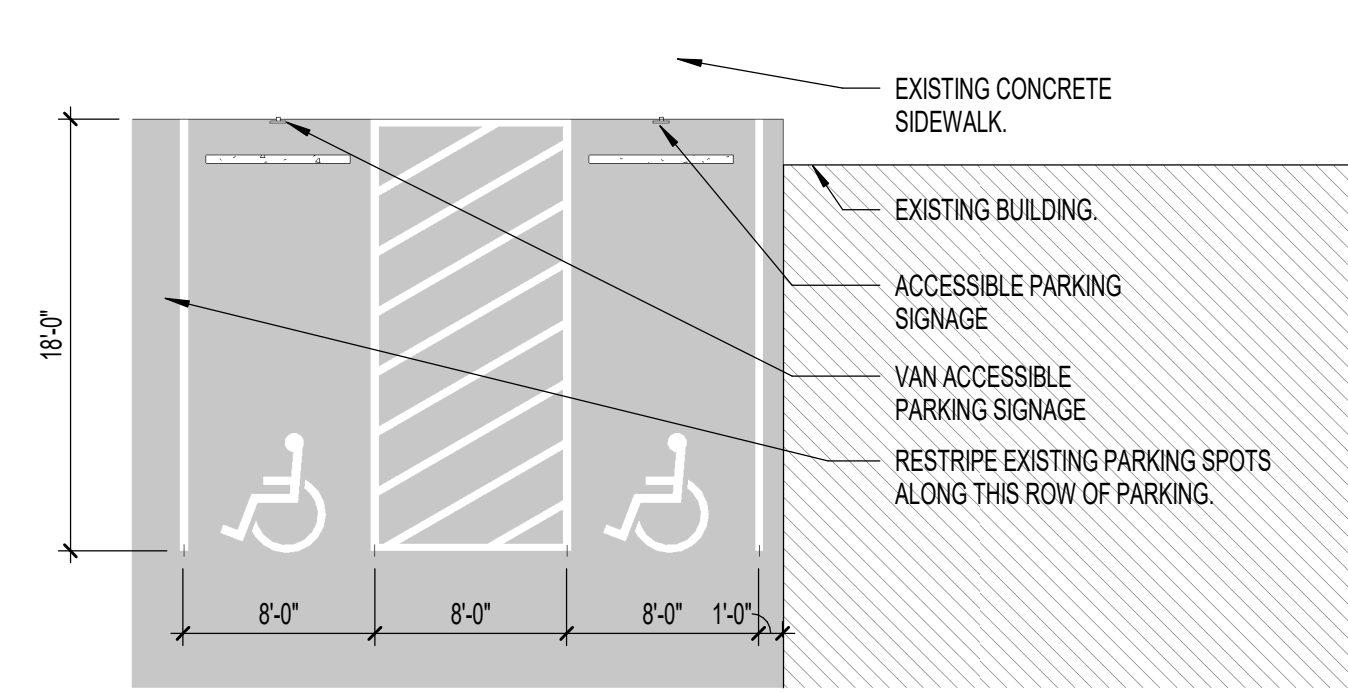 EXISTING CONCRETE
SIDEWALK.
EXISTING BUILDING.
ACCESSIBLE PARKING
SIGNAGE
VAN ACCESSIBLE
PARKING SIGNAGE
RESTRIPE EXISTING PARKING SPOTS
ALONG THIS ROW OF PARKING.
18'-0"
8'-0" 8'-0" 8'-0" 1'-0"